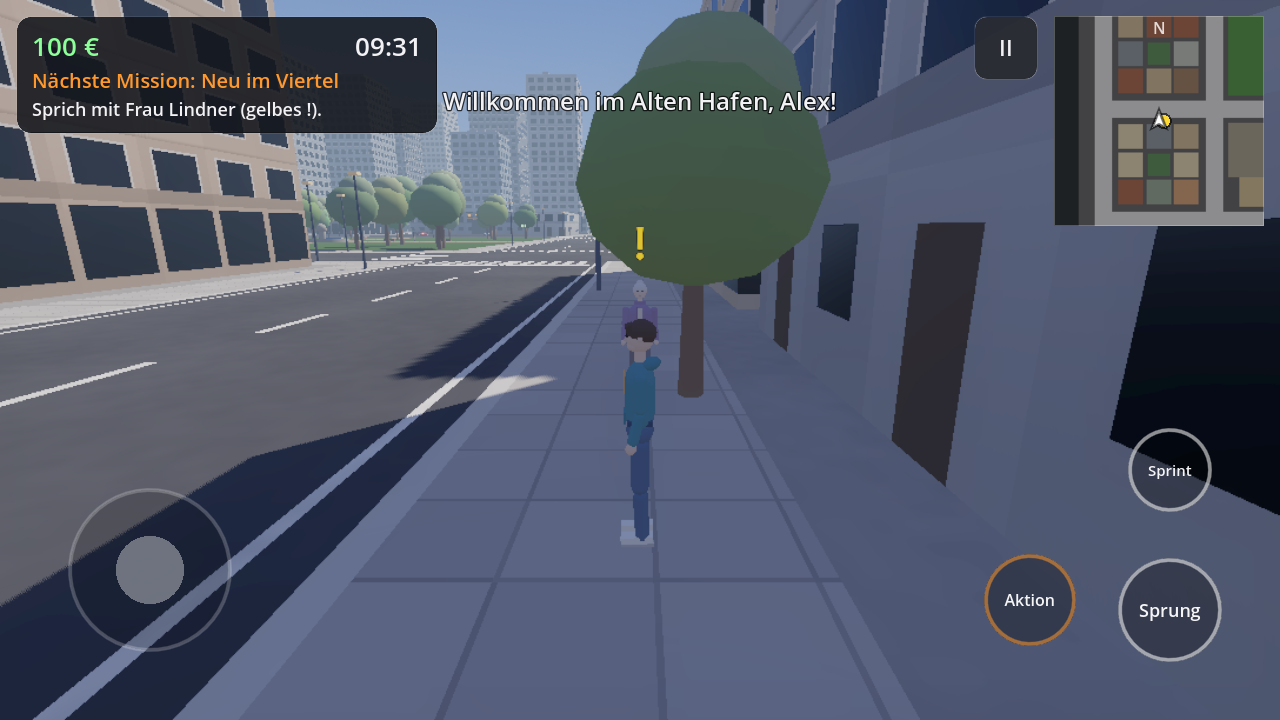 100 € 09:31
Nächste Mission: Neu im Viertel
Sprich mit Frau Lindner (gelbes !).
Willkommen im Alten Hafen, Alex!
!
N
Sprint
Aktion
Sprung